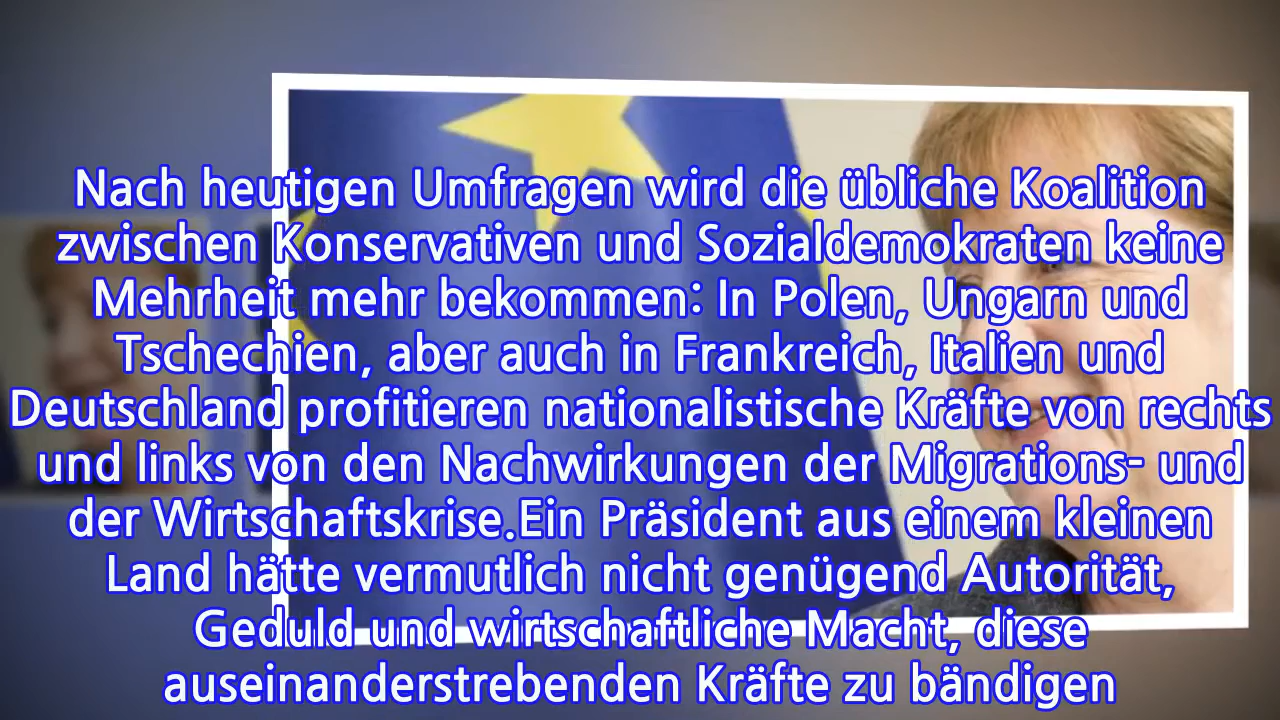 Nach heutigen Umfragen wird die übliche Koalition
zwischen Konservativen und Sozialdemokraten keine
Mehrheit mehr bekommen: In Polen, Ungarn und
Tschechien, aber auch in Frankreich, Italien und
Deutschland profitieren nationalistische Kräfte von rechts
und links von den Nachwirkungen der Migrations- und
der Wirtschaftskrise.Ein Präsident aus einem kleinen
Land hätte vermutlich nicht genügend Autorität,
Geduld und wirtschaftliche Macht, diese
auseinanderstrebenden Kräfte zu bändigen